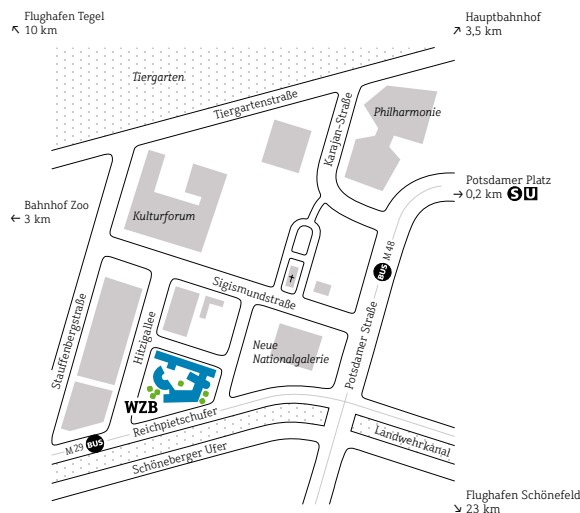 Flughafen Tegel
10 km
Hauptbahnhof
3,5 km
Tiergarten
Tiergartenstraße
Karajan-Straße
Philharmonie
Potsdamer Platz
0,2 km S U
Bahnhof Zoo
3 km
Kulturforum
BUS M 48
Sigismundstraße
Stauffenbergstraße
Hitzigallee
Neue
Nationalgalerie
Potsdamer Straße
WZB
Reichpietschufer
M 29 BUS
Schöneberger Ufer
Landwehrkanal
Flughafen Schönefeld
23 km